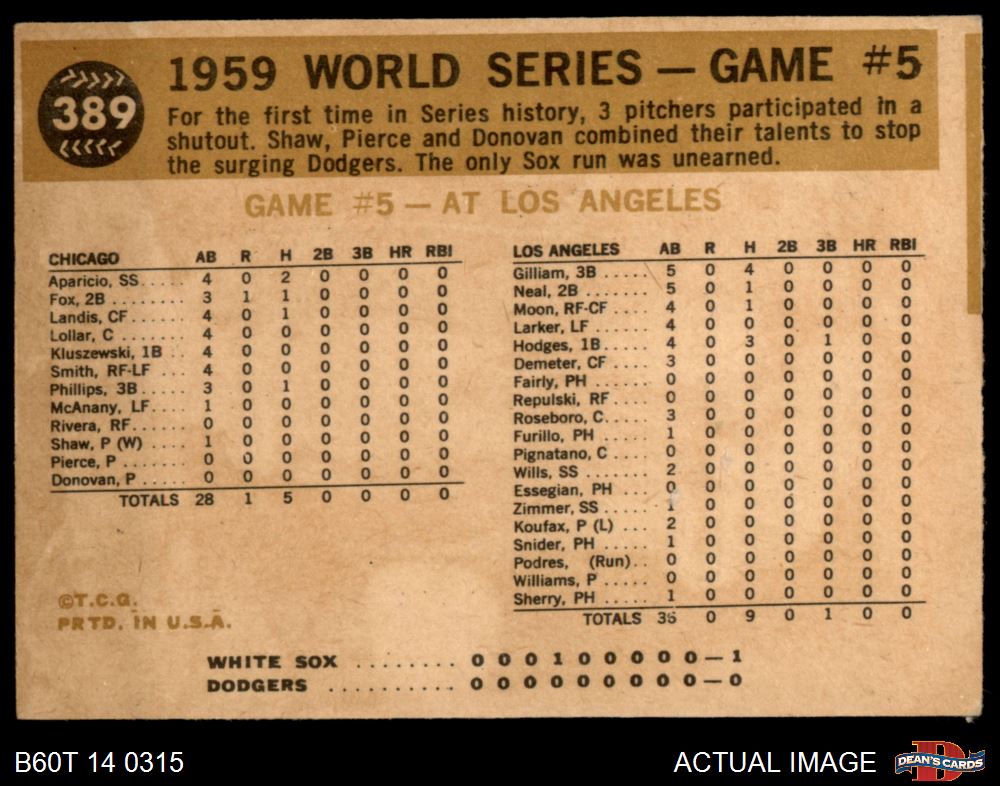 389
1959 WORLD SERIES — GAME #5
For the first time in Series history, 3 pitchers participated in a
shutout. Shaw, Pierce and Donovan combined their talents to stop
the surging Dodgers. The only Sox run was unearned.
GAME #5 — AT LOS ANGELES
CHICAGO AB R H 2B 3B HR RBI
Aparicio, SS..... 4 0 2 0 0 0 0
Fox, 2B ........ 3 1 1 0 0 0 0
Landis, CF...... 4 0 1 0 0 0 0
Lollar, C ....... 4 0 0 0 0 0 0
Kluszewski, 1B .. 4 0 0 0 0 0 0
Smith, RF-LF ... 4 0 0 0 0 0 0
Phillips, 3B..... 3 0 1 0 0 0 0
McAnany, LF.... 1 0 0 0 0 0 0
Rivera, RF...... 0 0 0 0 0 0 0
Shaw, P (W) .... 1 0 0 0 0 0 0
Pierce, P ....... 0 0 0 0 0 0 0
Donovan, P ..... 0 0 0 0 0 0 0
TOTALS 28 1 5 0 0 0 0
LOS ANGELES AB R H 2B 3B HR RBI
Gilliam, 3B ..... 5 0 4 0 0 0 0
Neal, 2B ....... 5 0 1 0 0 0 0
Moon, RF-CF .... 4 0 1 0 0 0 0
Larker, LF ...... 4 0 0 0 0 0 0
Hodges, 1B..... 4 0 3 0 1 0 0
Demeter, CF .... 3 0 0 0 0 0 0
Fairly, PH ...... 0 0 0 0 0 0 0
Repulski, RF.... 0 0 0 0 0 0 0
Roseboro, C.... 3 0 0 0 0 0 0
Furillo, PH ..... 1 0 0 0 0 0 0
Pignatano, C .... 0 0 0 0 0 0 0
Wills, SS ....... 2 0 0 0 0 0 0
Essegian, PH ... 0 0 0 0 0 0 0
Zimmer, SS ..... 1 0 0 0 0 0 0
Koufax, P (L) ... 2 0 0 0 0 0 0
Snider, PH ..... 1 0 0 0 0 0 0
Podres, (Run).. 0 0 0 0 0 0 0
Williams, P ..... 0 0 0 0 0 0 0
Sherry, PH ..... 1 0 0 0 0 0 0
TOTALS 36 0 9 0 1 0 0
©T.C.G.
PRTD. IN U.S.A.
WHITE SOX ........ 0 0 0 1 0 0 0 0 0 — 1
DODGERS .......... 0 0 0 0 0 0 0 0 0 — 0
B60T 14 0315
ACTUAL IMAGE
D
DEAN'S CARDS